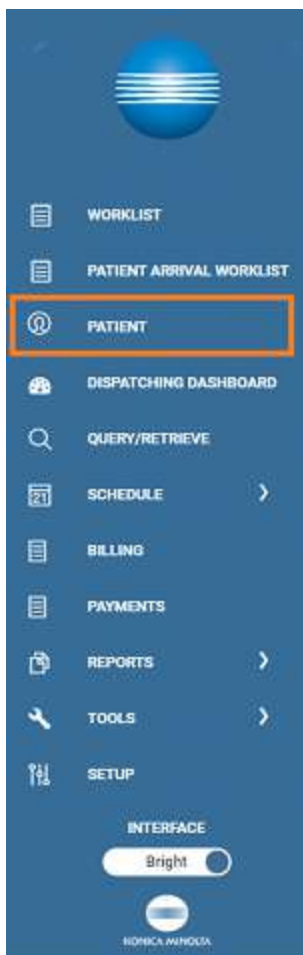 WORKLIST
PATIENT ARRIVAL WORKLIST
PATIENT
DISPATCHING DASHBOARD
QUERY/RETRIEVE
21
SCHEDULE
BILLING
PAYMENTS
REPORTS
TOOLS
SETUP
INTERFACE
Bright
KONICA MINOLTA